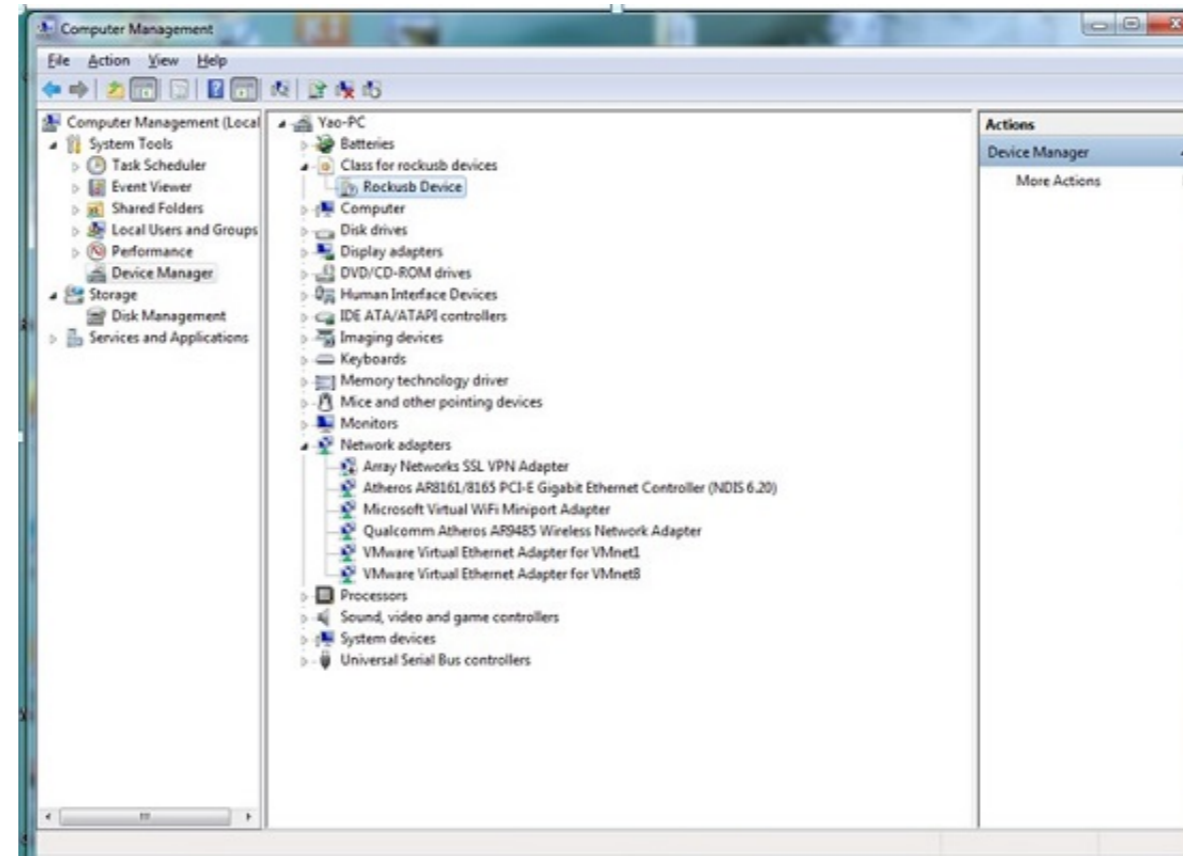 Computer Management
File Action View Help
Computer Management (Local
System Tools
Task Scheduler
Event Viewer
Shared Folders
Local Users and Groups
Performance
Device Manager
Storage
Disk Management
Services and Applications
Yao-PC
Batteries
Class for rockusb devices
Rockusb Device
Computer
Disk drives
Display adapters
DVD/CD-ROM drives
Human Interface Devices
IDE ATA/ATAPI controllers
Imaging devices
Keyboards
Memory technology driver
Mice and other pointing devices
Monitors
Network adapters
Array Networks SSL VPN Adapter
Atheros AR8161/8165 PCI-E Gigabit Ethernet Controller (NDIS 6.20)
Microsoft Virtual WiFi Miniport Adapter
Qualcomm Atheros AR9485 Wireless Network Adapter
VMware Virtual Ethernet Adapter for VMnet1
VMware Virtual Ethernet Adapter for VMnet8
Processors
Sound, video and game controllers
System devices
Universal Serial Bus controllers
Actions
Device Manager
More Actions